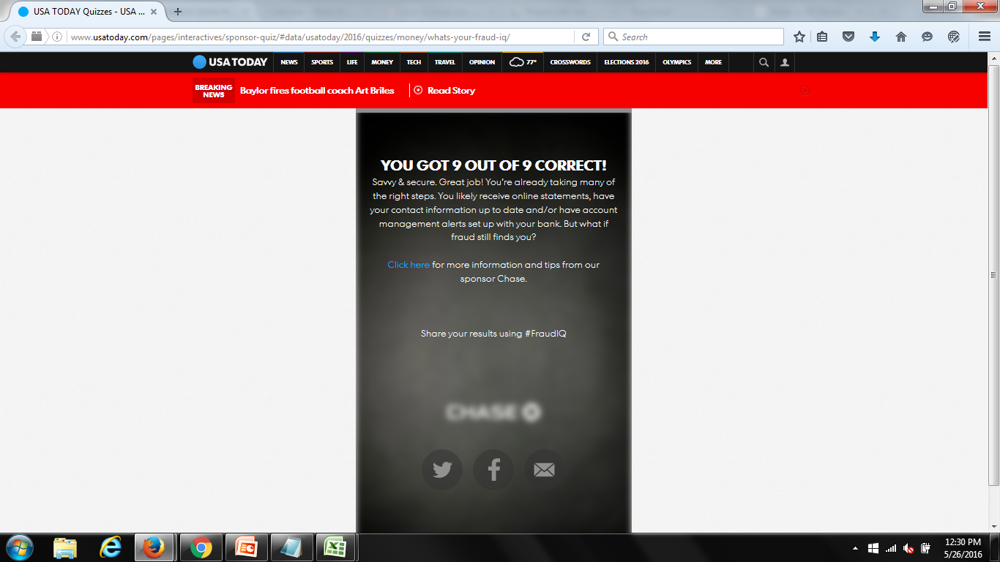 USA TODAY Quizzes - USA ...
www.usatoday.com/pages/interactives/sponsor-quiz/#data/usatoday/2016/quizzes/money/whats-your-fraud-iq/
Search
USA TODAY NEWS SPORTS LIFE MONEY TECH TRAVEL OPINION 77° CROSSWORDS ELECTIONS 2016 OLYMPICS MORE
BREAKING
NEWS
Baylor fires football coach Art Briles Read Story
YOU GOT 9 OUT OF 9 CORRECT!
Savvy & secure. Great job! You're already taking many of
the right steps. You likely receive online statements, have
your contact information up to date and/or have account
management alerts set up with your bank. But what if
fraud still finds you?
Click here for more information and tips from our
sponsor Chase.
Share your results using #FraudIQ
CHASE
12:30 PM
5/26/2016